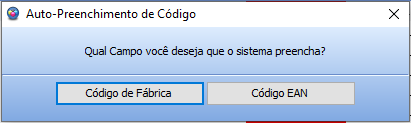 Auto-Preenchimento de Código
Qual Campo você deseja que o sistema preencha?
Código de Fábrica
Código EAN